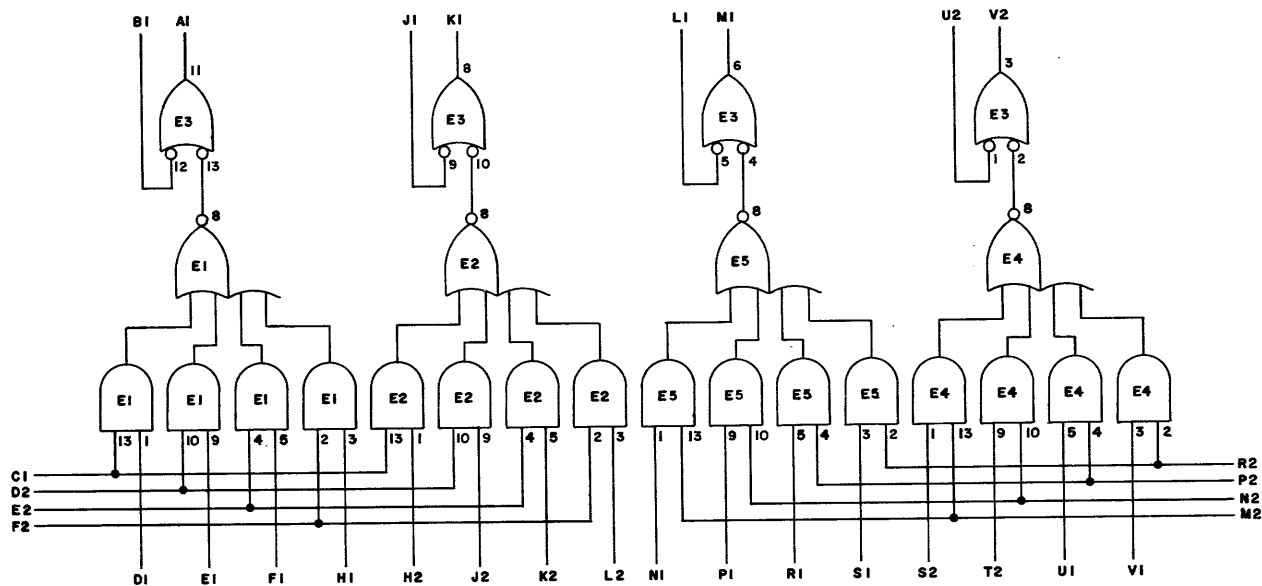 B1 A1 J1 K1 L1 M1 U2 V2
11 8 6 3
E3 E3 E3 E3
12 13 9 10 5 4 1 2
8 8 8 8
E1 E2 E5 E4
E1 E1 E1 E1 E2 E2 E2 E2 E5 E5 E5 E5 E4 E4 E4 E4
13 1 10 9 4 5 2 3 13 1 10 9 4 5 2 3 1 13 9 10 5 4 3 2 1 13 9 10 5 4 3 2
C1 R2
D2 P2
E2 N2
F2 M2
D1 E1 F1 H1 H2 J2 K2 L2 N1 P1 R1 S1 S2 T2 U1 V1